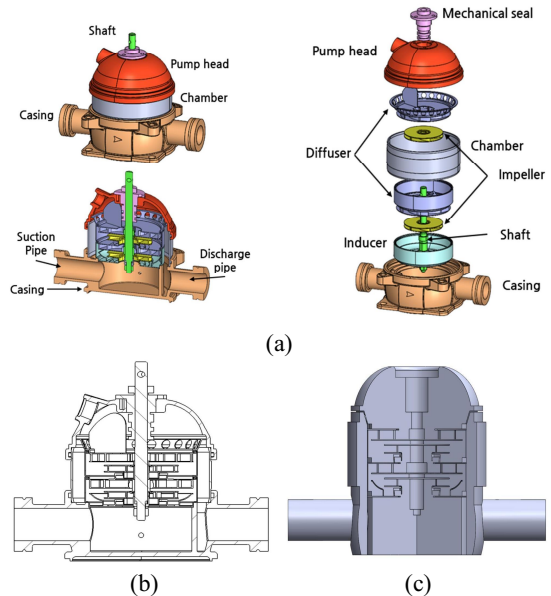 Shaft
Pump head
Chamber
Casing
Suction
Pipe
Discharge
pipe
Casing
Mechanical seal
Pump head
Diffuser
Chamber
Impeller
Shaft
Inducer
Casing
(a)
(b)
(c)